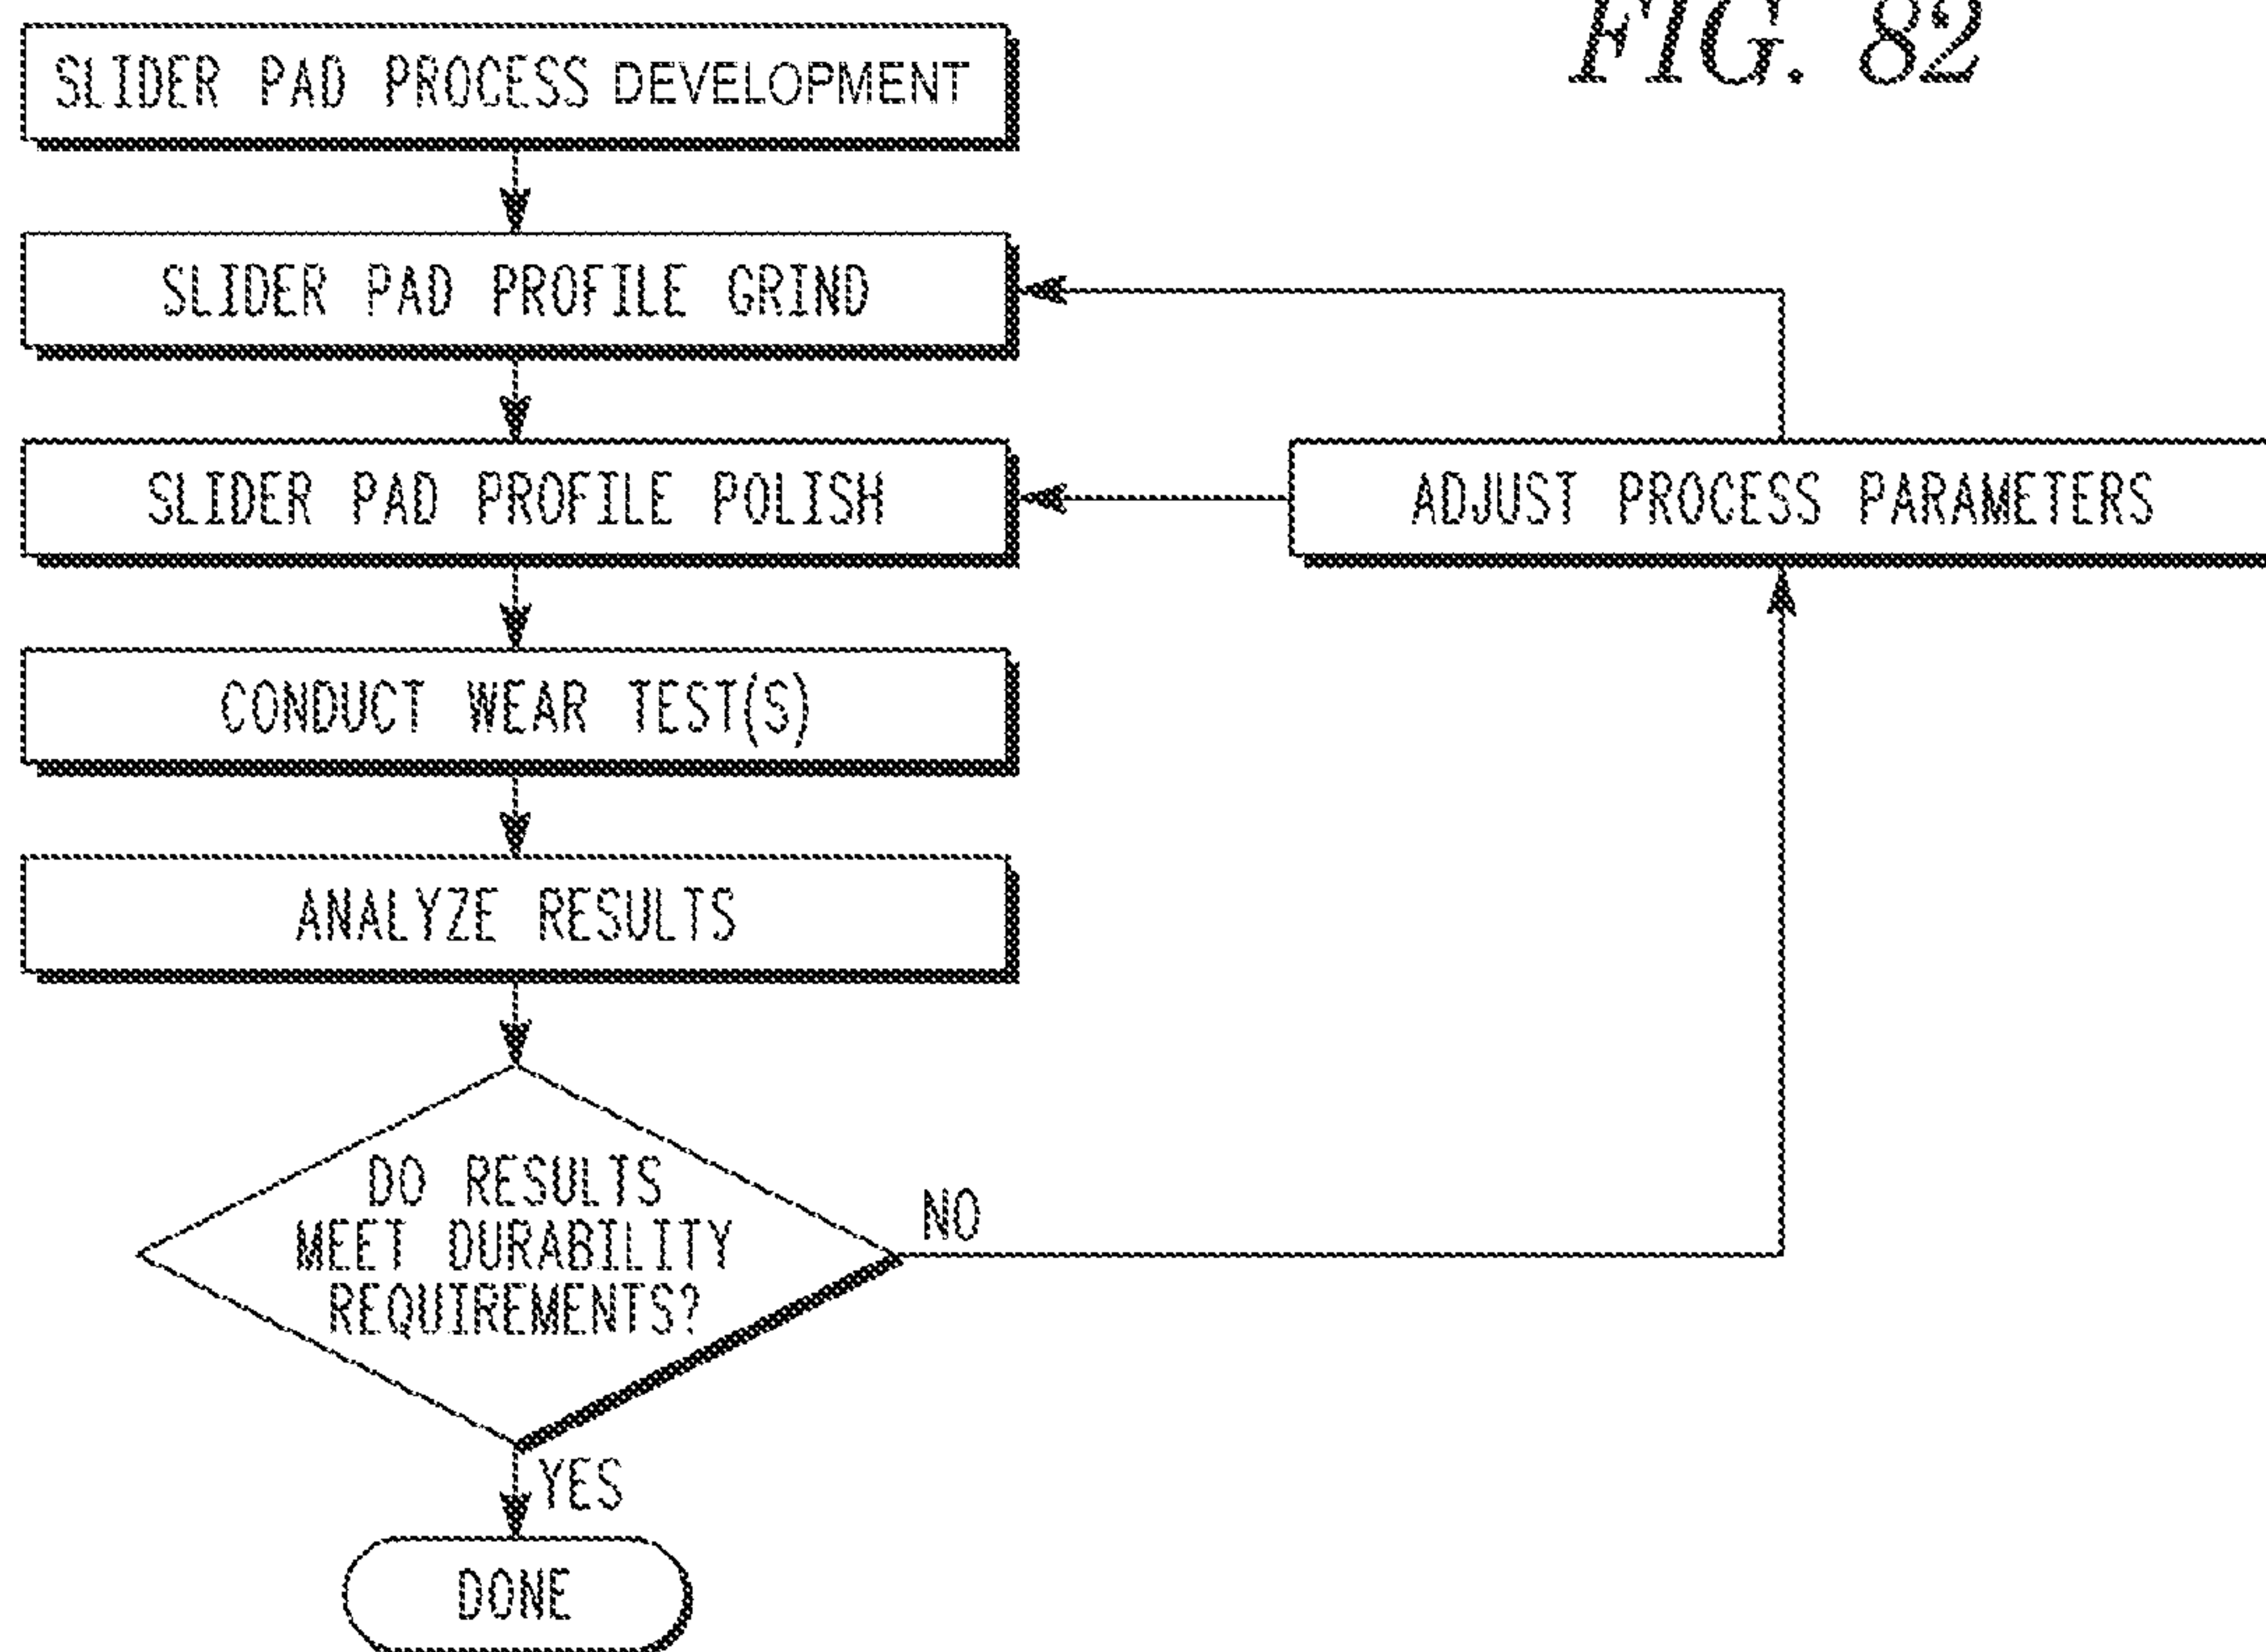 FIG. 82
SLIDER PAD PROCESS DEVELOPMENT
SLIDER PAD PROFILE GRIND
SLIDER PAD PROFILE POLISH
ADJUST PROCESS PARAMETERS
CONDUCT WEAR TEST(S)
ANALYZE RESULTS
DO RESULTS
MEET DURABILITY
REQUIREMENTS?
NO
YES
DONE